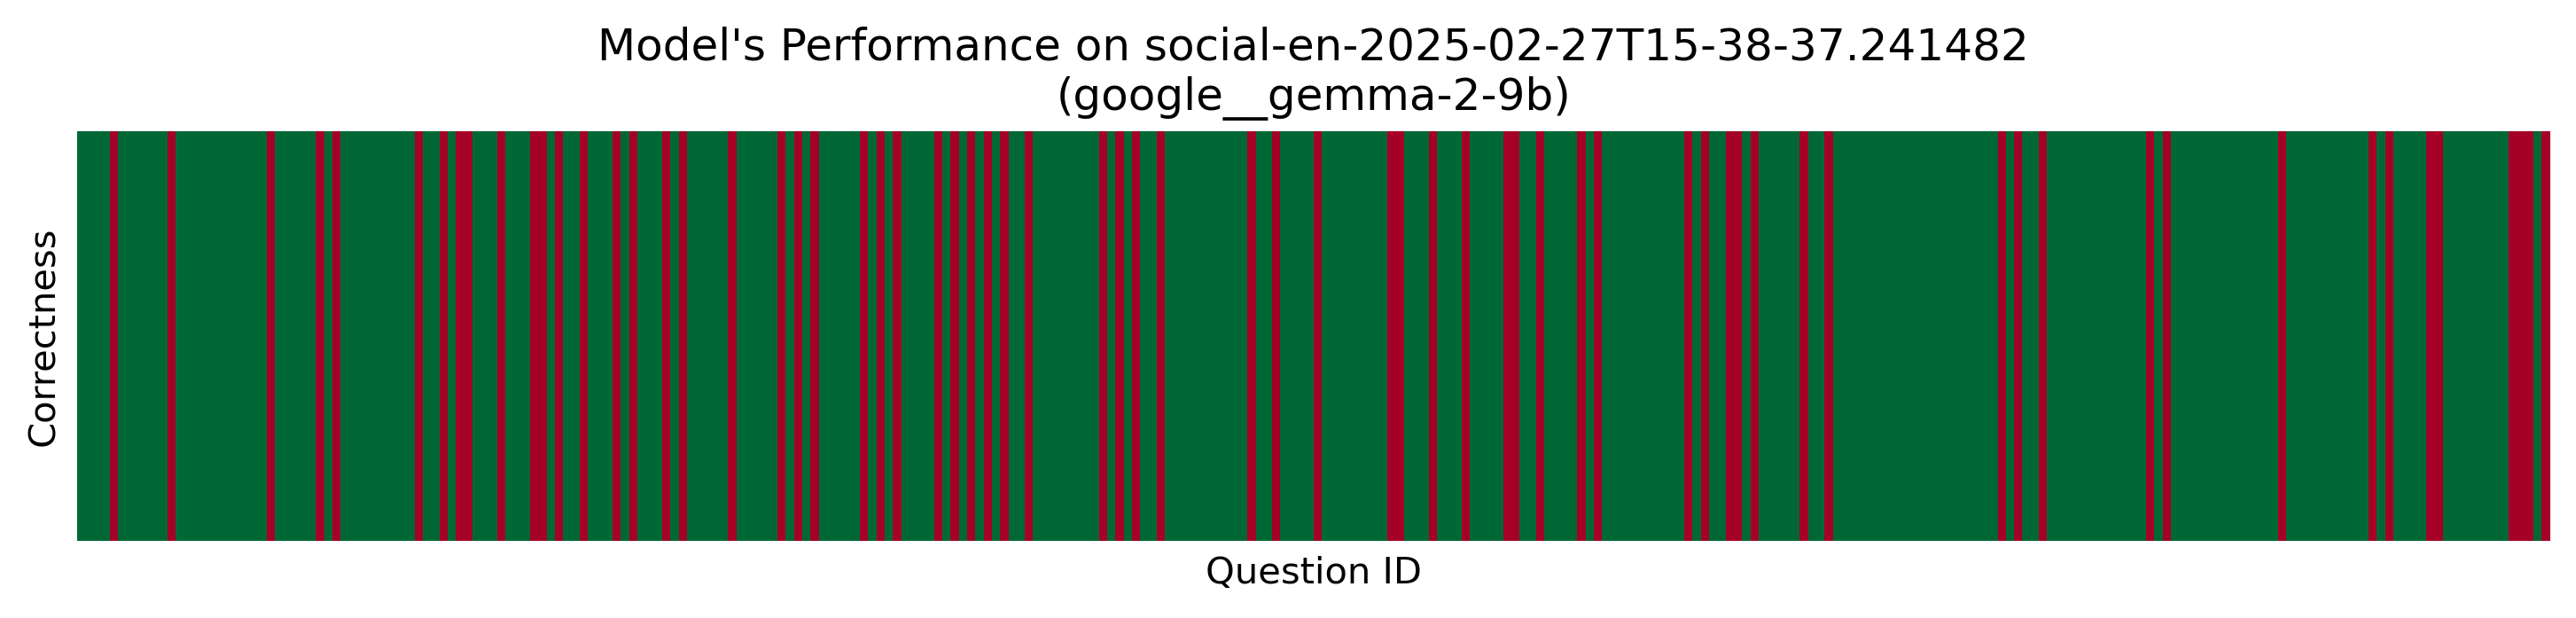 Model's Performance on social-en-2025-02-27T15-38-37.241482
(google__gemma-2-9b)
Correctness
Question ID